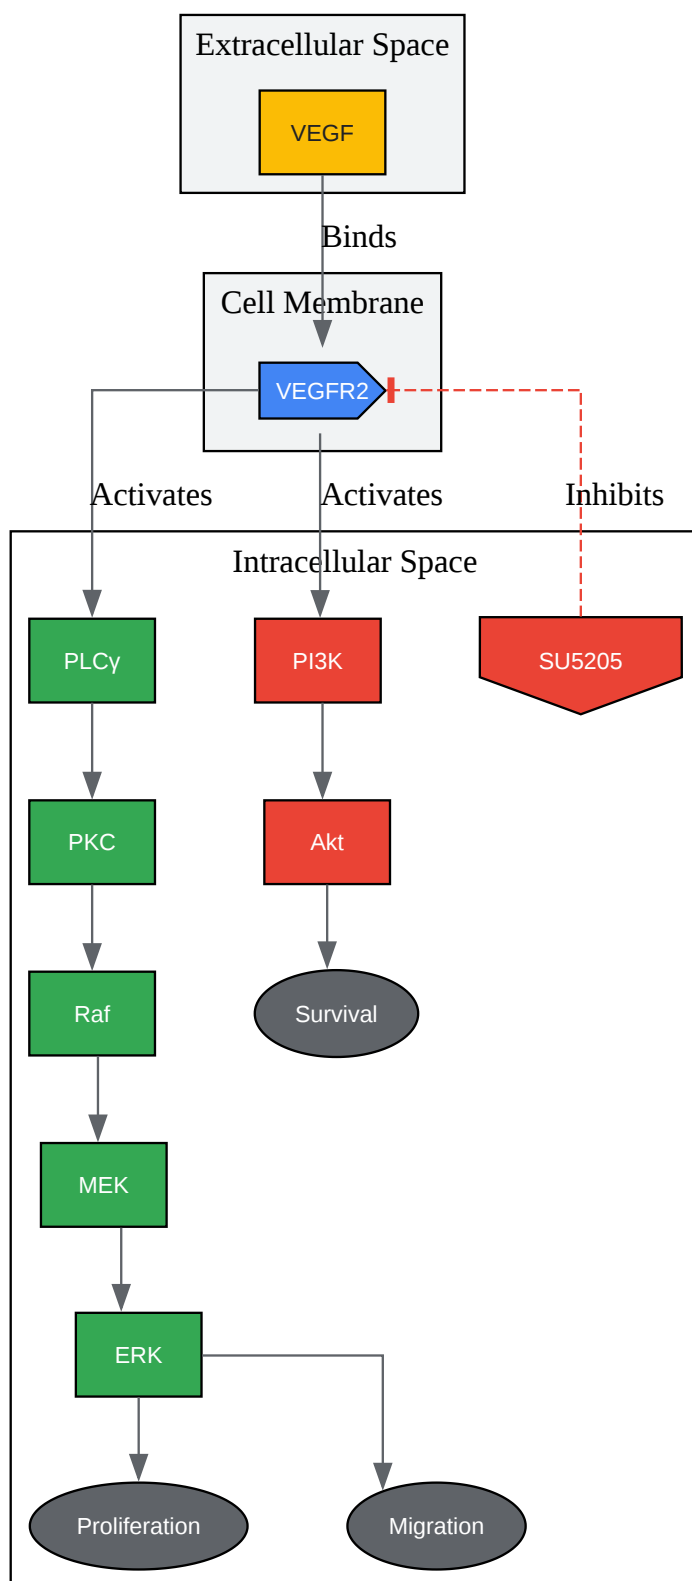 Extracellular Space
VEGF
Binds
Cell Membrane
VEGFR2
Activates
Activates
Inhibits
Intracellular Space
PLCγ
PI3K
SU5205
PKC
Akt
Raf
Survival
MEK
ERK
Proliferation
Migration